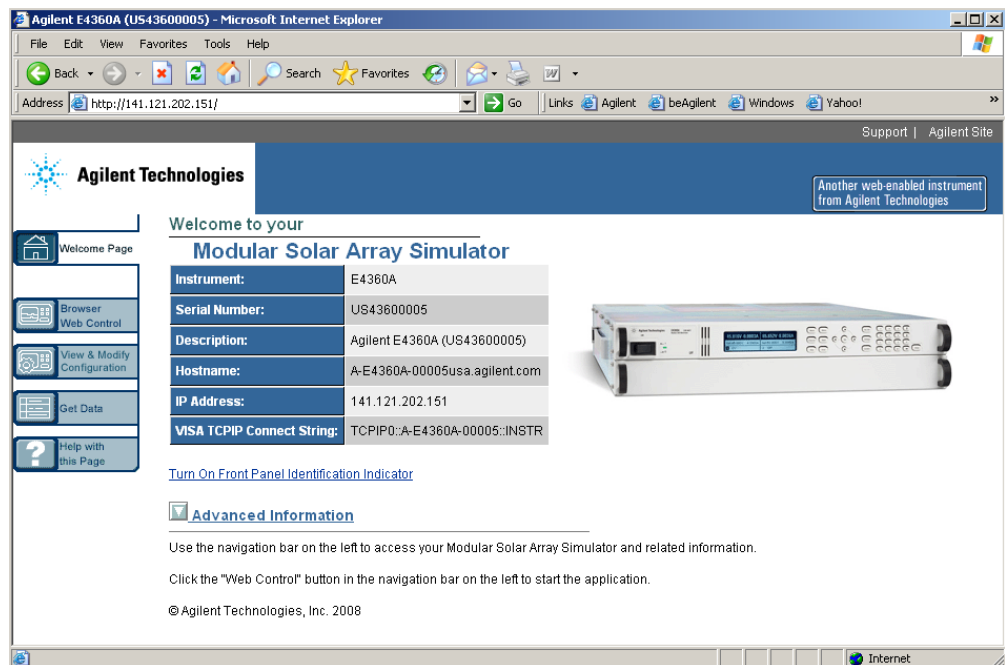 Agilent E4360A (US43600005) - Microsoft Internet Explorer
File Edit View Favorites Tools Help
Back Search Favorites
Address http://141.121.202.151/ Go Links Agilent beAgilent Windows Yahoo! »
Support | Agilent Site
Agilent Technologies
Another web-enabled instrument
from Agilent Technologies
Welcome Page
Browser
Web Control
View & Modify
Configuration
Get Data
Help with
this Page
Welcome to your
Modular Solar Array Simulator
Instrument: E4360A
Serial Number: US43600005
Description: Agilent E4360A (US43600005)
Hostname: A-E4360A-00005usa.agilent.com
IP Address: 141.121.202.151
VISA TCPIP Connect String: TCPIP0::A-E4360A-00005::INSTR
Turn On Front Panel Identification Indicator
Advanced Information
Use the navigation bar on the left to access your Modular Solar Array Simulator and related information.
Click the "Web Control" button in the navigation bar on the left to start the application.
© Agilent Technologies, Inc. 2008
Internet